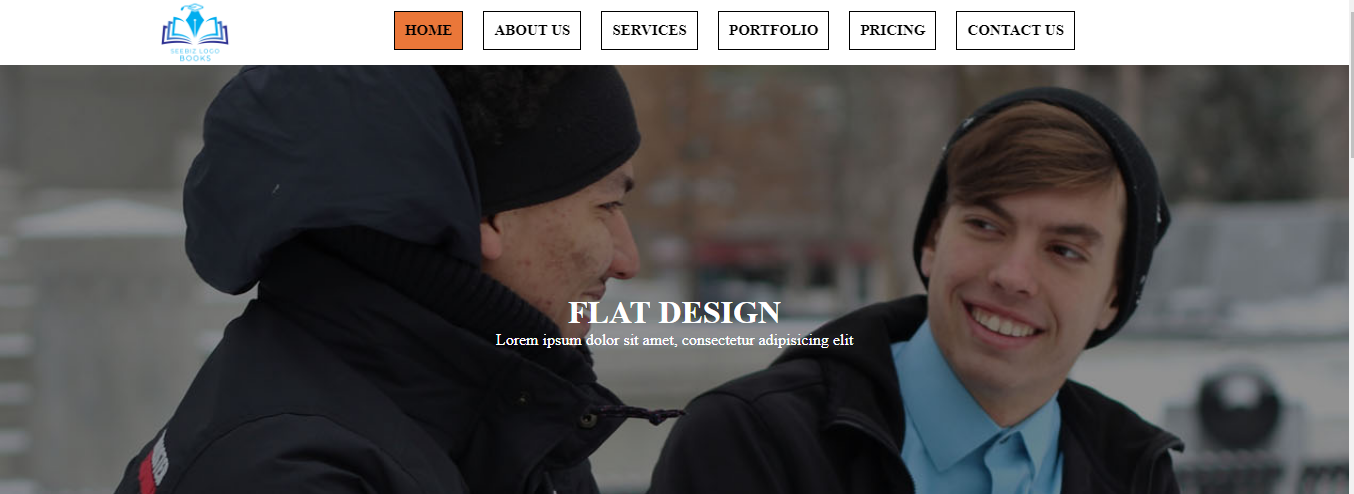 SEEBIZ LOGO
BOOKS
HOME ABOUT US SERVICES PORTFOLIO PRICING CONTACT US
FLAT DESIGN
Lorem ipsum dolor sit amet, consectetur adipisicing elit